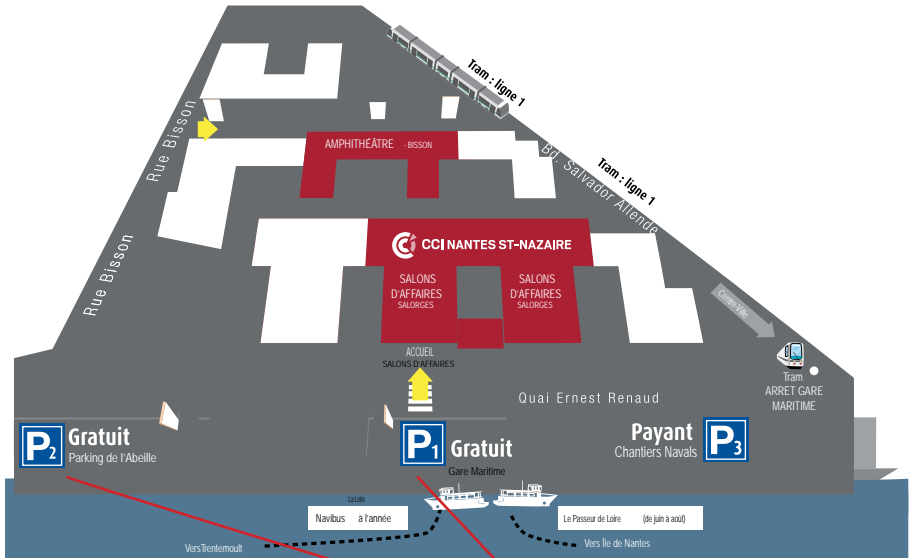 Tram : ligne 1
Rue Bisson
AMPHITHÉÂTRE - BISSON
Bd. Salvador Allende
Tram : ligne 1
Rue Bisson
CCI NANTES ST-NAZAIRE
SALONS
D'AFFAIRES
SALORGES
SALONS
D'AFFAIRES
SALORGES
Centre-Ville
ACCUEIL
SALONS D'AFFAIRES
Tram
ARRET GARE
MARITIME
Quai Ernest Renaud
P2 Gratuit
Parking de l'Abeille
P1 Gratuit
Gare Maritime
Payant P3
Chantiers Navals
La Loire
Navibus à l'année
Le Passeur de Loire (de juin à août)
Vers Trentemoult
Vers Île de Nantes